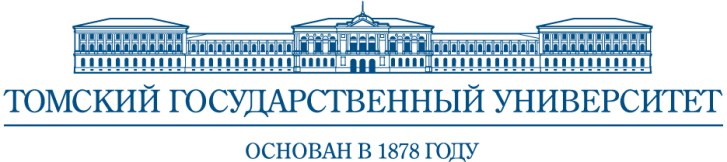 ТОМСКИЙ ГОСУДАРСТВЕННЫЙ УНИВЕРСИТЕТ
ОСНОВАН В 1878 ГОДУ